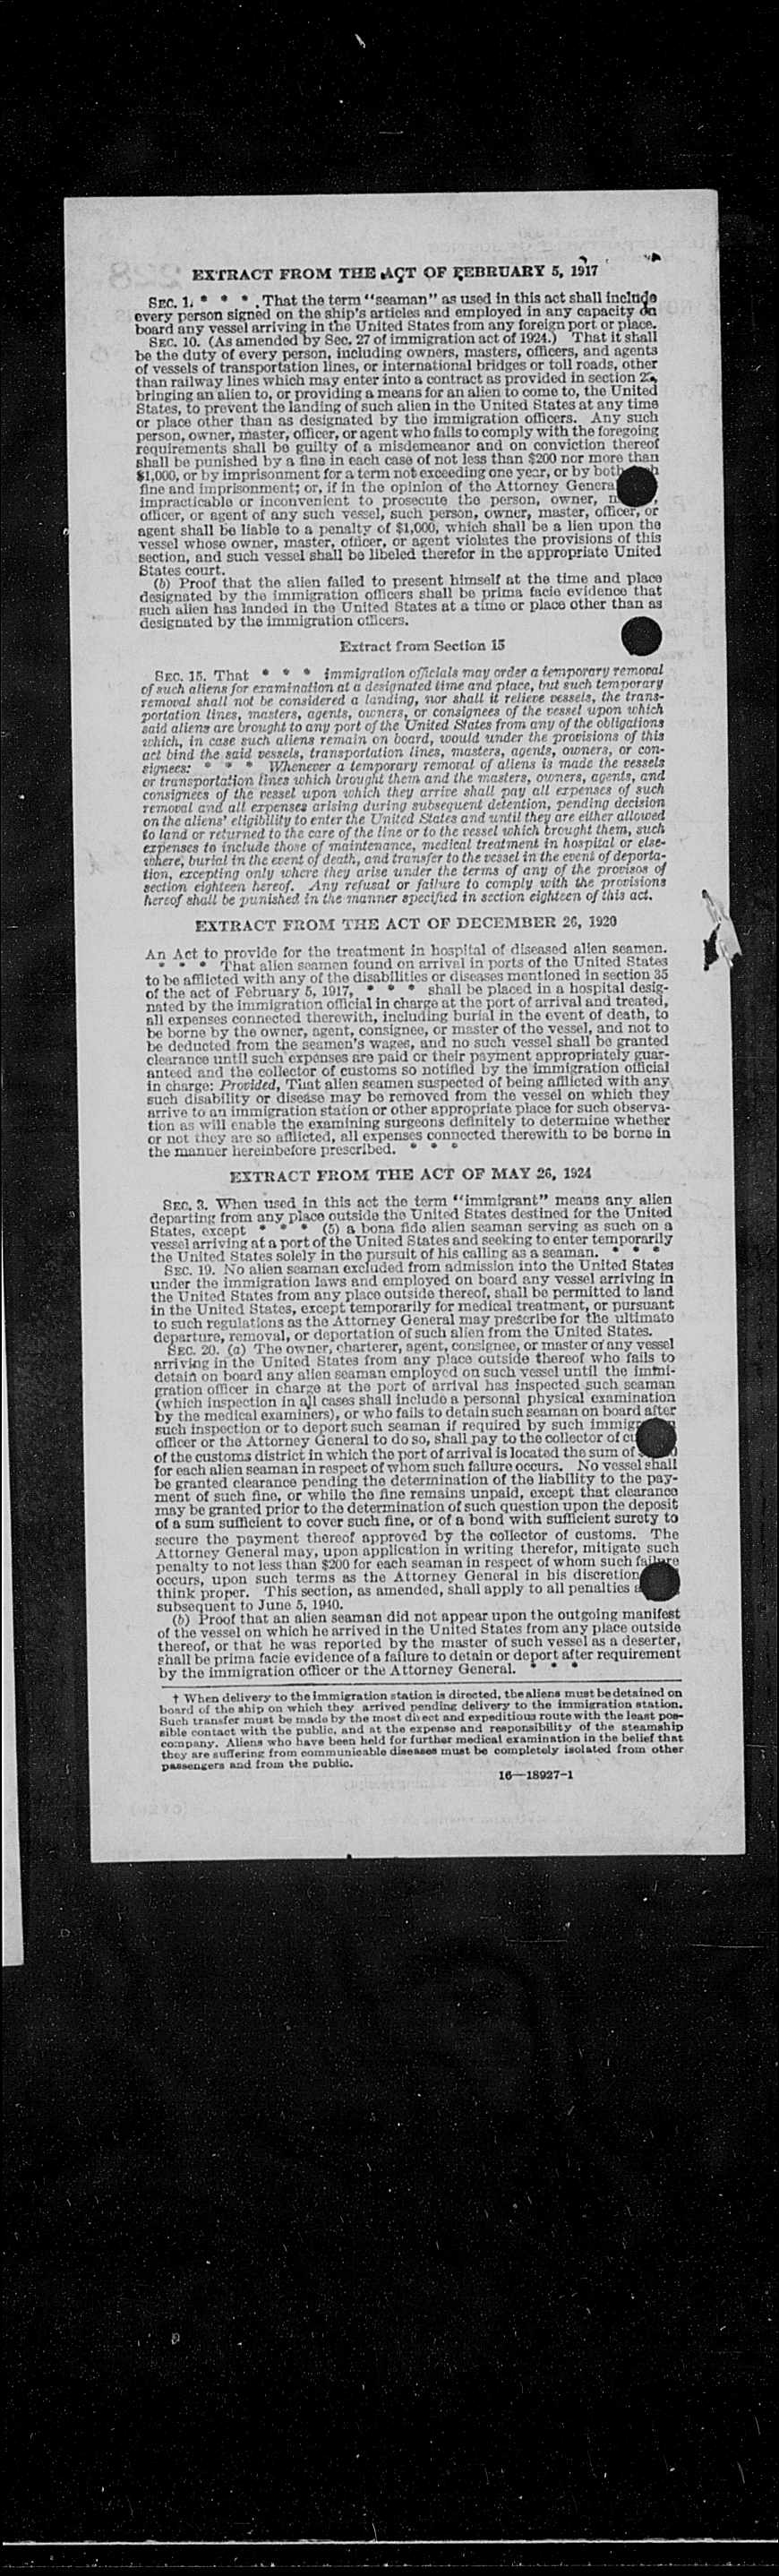 EXTRACT FROM THE ACT OF FEBRUARY 5, 1917
SEC. 1. * * * . That the term "seaman" as used in this act shall include
every person signed on the ship's articles and employed in any capacity on
board any vessel arriving in the United States from any foreign port or place.
SEC. 10. (As amended by Sec. 27 of immigration act of 1924.) That it shall
be the duty of every person, including owners, masters, officers, and agents
of vessels of transportation lines, or international bridges or toll roads, other
than railway lines which may enter into a contract as provided in section
bringing an alien to, or providing a means for an alien to come to, the United
States, to prevent the landing of such alien in the United States at any time
or place other than as designated by the immigration officers. Any such
person, owner, master, officer, or agent who fails to comply with the foregoing
requirements shall be guilty of a misdemeanor and on conviction thereof
shall be punished by a fine in each case of not less than $200 nor more than
$1,000, or by imprisonment for a term not exceeding one year, or by both
fine and imprisonment; or, if in the opinion of the Attorney Genera
impracticable or inconvenient to prosecute the person, owner,
officer, or agent of any such vessel, such person, owner, master, officer, or
agent shall be liable to a penalty of $1,000, which shall be a lien upon the
vessel whose owner, master, officer, or agent violates the provisions of this
section, and such vessel shall be libeled therefor in the appropriate United
States court.
(b) Proof that the alien failed to present himself at the time and place
designated by the immigration officers shall be prima facie evidence that
such alien has landed in the United States at a time or place other than as
designated by the immigration officers.
Extract from Section 15
SEC. 15. That * * * immigration officials may order a temporary removal
of such aliens for examination at a designated time and place, but such temporary
removal shall not be considered a landing, nor shall it relieve vessels, the trans-
portation lines, masters, agents, owners, or consignees of the vessel upon which
said aliens are brought to any port of the United States from any of the obligations
which, in case such aliens remain on board, would under the provisions of this
act bind the said vessels, transportation lines, masters, agents, owners, or con-
signees: * * * Whenever a temporary removal of aliens is made the vessels
or transportation lines which brought them and the masters, owners, agents, and
consignees of the vessel upon which they arrive shall pay all expenses of such
removal and all expenses arising during subsequent detention, pending decision
on the aliens' eligibility to enter the United States and until they are either allowed
to land or returned to the care of the line or to the vessel which brought them, such
expenses to include those of maintenance, medical treatment in hospital or else-
where, burial in the event of death, and transfer to the vessel in the event of deporta-
tion, excepting only where they arise under the terms of any of the provisos of
section eighteen hereof. Any refusal or failure to comply with the provisions
hereof shall be punished in the manner specified in section eighteen of this act.
EXTRACT FROM THE ACT OF DECEMBER 26, 1920
An Act to provide for the treatment in hospital of diseased alien seamen.
* * * That alien seamen found on arrival in ports of the United States
to be afflicted with any of the disabilities or diseases mentioned in section 35
of the act of February 5, 1917, * * * shall be placed in a hospital desig-
nated by the immigration official in charge at the port of arrival and treated,
all expenses connected therewith, including burial in the event of death, to
be borne by the owner, agent, consignee, or master of the vessel, and not to
be deducted from the seamen's wages, and no such vessel shall be granted
clearance until such expenses are paid or their payment appropriately guar-
anteed and the collector of customs so notified by the immigration official
in charge: Provided, That alien seamen suspected of being afflicted with any
such disability or disease may be removed from the vessel on which they
arrive to an immigration station or other appropriate place for such observa-
tion as will enable the examining surgeons definitely to determine whether
or not they are so afflicted, all expenses connected therewith to be borne in
the manner hereinbefore prescribed. * * *
EXTRACT FROM THE ACT OF MAY 26, 1924
SEC. 3. When used in this act the term "immigrant" means any alien
departing from any place outside the United States destined for the United
States, except * * * (5) a bona fide alien seaman serving as such on a
vessel arriving at a port of the United States and seeking to enter temporarily
the United States solely in the pursuit of his calling as a seaman. * * *
SEC. 19. No alien seaman excluded from admission into the United States
under the immigration laws and employed on board any vessel arriving in
the United States from any place outside thereof, shall be permitted to land
in the United States, except temporarily for medical treatment, or pursuant
to such regulations as the Attorney General may prescribe for the ultimate
departure, removal, or deportation of such alien from the United States.
SEC. 20. (a) The owner, charterer, agent, consignee, or master of any vessel
arriving in the United States from any place outside thereof who fails to
detain on board any alien seaman employed on such vessel until the immi-
gration officer in charge at the port of arrival has inspected such seaman
(which inspection in all cases shall include a personal physical examination
by the medical examiners), or who fails to detain such seaman on board after
such inspection or to deport such seaman if required by such immigr
officer or the Attorney General to do so, shall pay to the collector of cu
of the customs district in which the port of arrival is located the sum of
for each alien seaman in respect of whom such failure occurs. No vessel shall
be granted clearance pending the determination of the liability to the pay-
ment of such fine, or while the fine remains unpaid, except that clearance
may be granted prior to the determination of such question upon the deposit
of a sum sufficient to cover such fine, or of a bond with sufficient surety to
secure the payment thereof approved by the collector of customs. The
Attorney General may, upon application in writing therefor, mitigate such
penalty to not less than $200 for each seaman in respect of whom such failure
occurs, upon such terms as the Attorney General in his discretion
think proper. This section, as amended, shall apply to all penalties a
subsequent to June 5, 1940.
(b) Proof that an alien seaman did not appear upon the outgoing manifest
of the vessel on which he arrived in the United States from any place outside
thereof, or that he was reported by the master of such vessel as a deserter,
shall be prima facie evidence of a failure to detain or deport after requirement
by the immigration officer or the Attorney General. * * *
† When delivery to the immigration station is directed, the aliens must be detained on
board of the ship on which they arrived pending delivery to the immigration station.
Such transfer must be made by the most direct and expeditious route with the least pos-
sible contact with the public, and at the expense and responsibility of the steamship
company. Aliens who have been held for further medical examination in the belief that
they are suffering from communicable diseases must be completely isolated from other
passengers and from the public.
16—18927-1